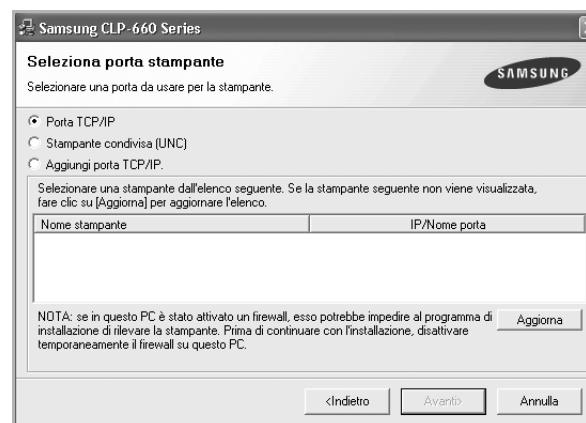 Samsung CLP-660 Series
Seleziona porta stampante
Selezionare una porta da usare per la stampante.
SAMSUNG
Porta TCP/IP
Stampante condivisa (UNC)
Aggiungi porta TCP/IP.
Selezionare una stampante dall'elenco seguente. Se la stampante seguente non viene visualizzata,
fare clic su [Aggiorna] per aggiornare l'elenco.
Nome stampante IP/Nome porta
NOTA: se in questo PC è stato attivato un firewall, esso potrebbe impedire al programma di
installazione di rilevare la stampante. Prima di continuare con l'installazione, disattivare
temporaneamente il firewall su questo PC.
Aggiorna
<Indietro Avanti> Annulla